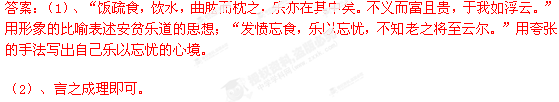 答案：（1）、“饭疏食，饮水，曲肱而枕之，乐亦在其中矣。不义而富且贵，于我如浮云。”
用形象的比喻表述安贫乐道的思想；“发愤忘食，乐以忘忧，不知老之将至云尔。”用夸张
的手法写出自己乐以忘忧的心境。
（2）、言之成理即可。